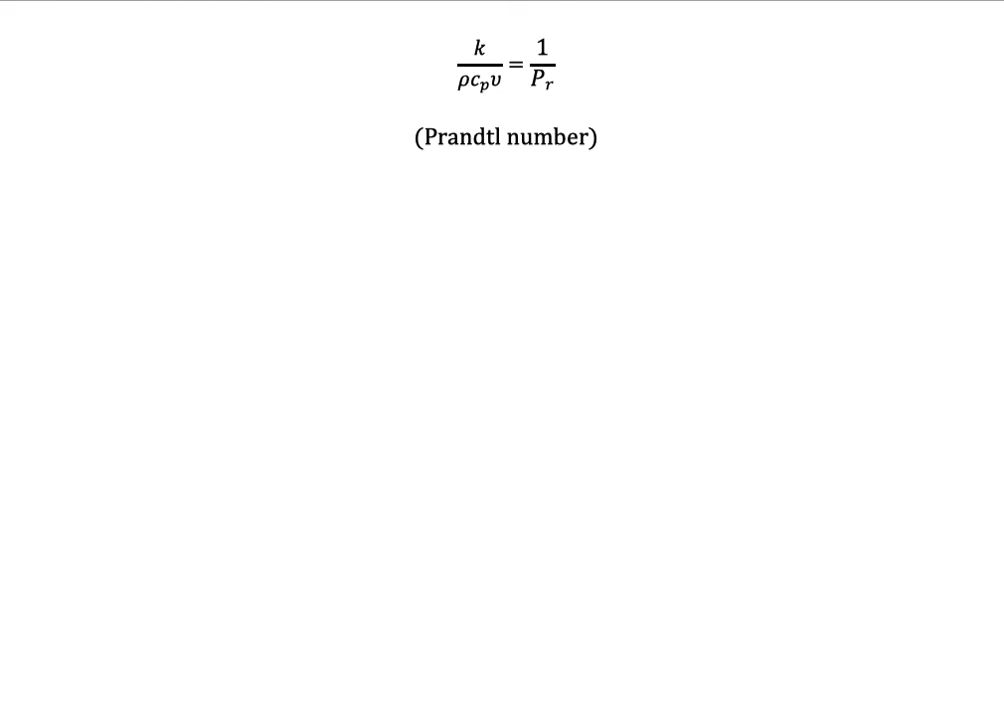 k/(ρc_pυ) = 1/P_r
(Prandtl number)